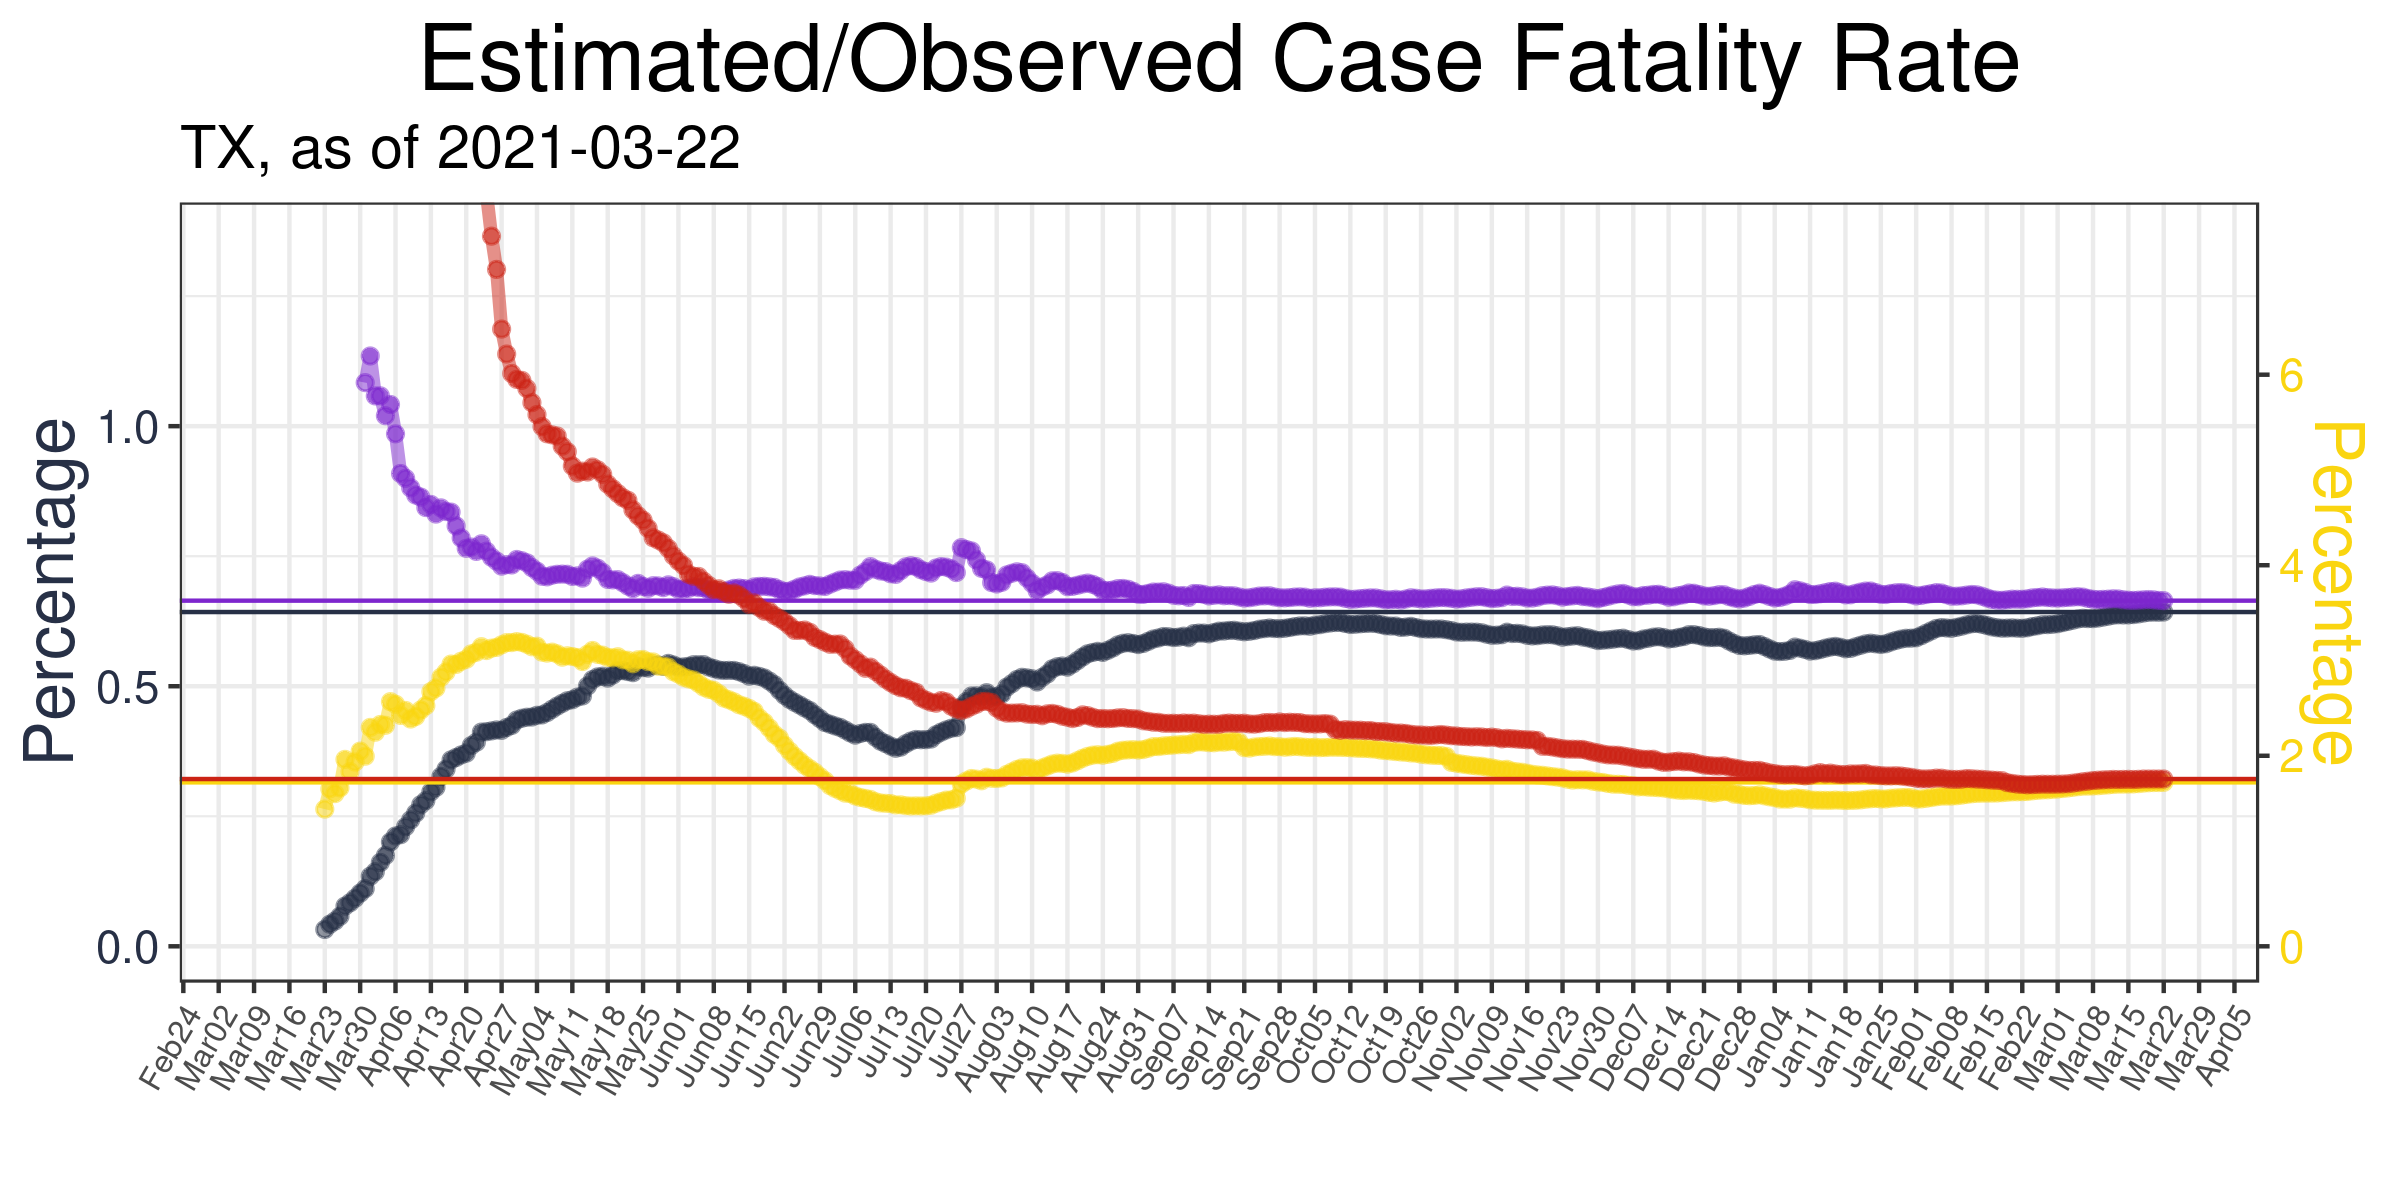 Estimated/Observed Case Fatality Rate
TX, as of 2021-03-22
Percentage
1.0
0.5
0.0
6
4
2
0
Percentage
Feb24
Mar02
Mar09
Mar16
Mar23
Mar30
Apr06
Apr13
Apr20
Apr27
May04
May11
May18
May25
Jun01
Jun08
Jun15
Jun22
Jun29
Jul06
Jul13
Jul20
Jul27
Aug03
Aug10
Aug17
Aug24
Aug31
Sep07
Sep14
Sep21
Sep28
Oct05
Oct12
Oct19
Oct26
Nov02
Nov09
Nov16
Nov23
Nov30
Dec07
Dec14
Dec21
Dec28
Jan04
Jan11
Jan18
Jan25
Feb01
Feb08
Feb15
Feb22
Mar01
Mar08
Mar15
Mar22
Mar29
Apr05